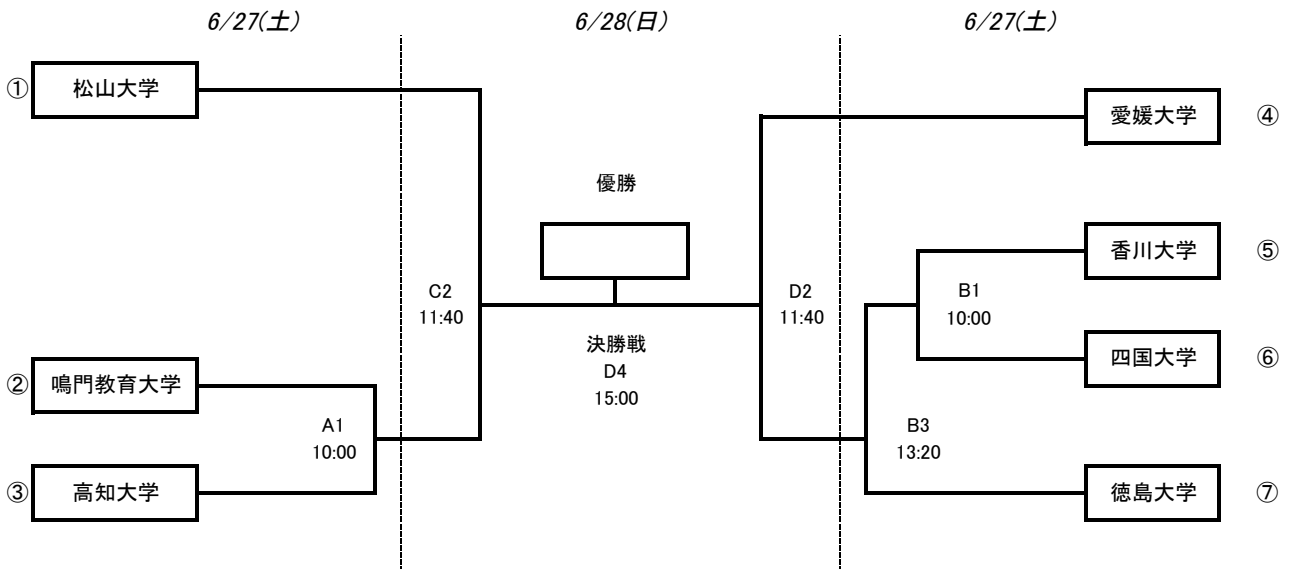 6/27(土)
6/28(日)
6/27(土)
① 松山大学
愛媛大学 ④
優勝
香川大学 ⑤
C2
11:40
D2
11:40
B1
10:00
決勝戦
D4
15:00
四国大学 ⑥
② 鳴門教育大学
A1
10:00
B3
13:20
③ 高知大学
徳島大学 ⑦